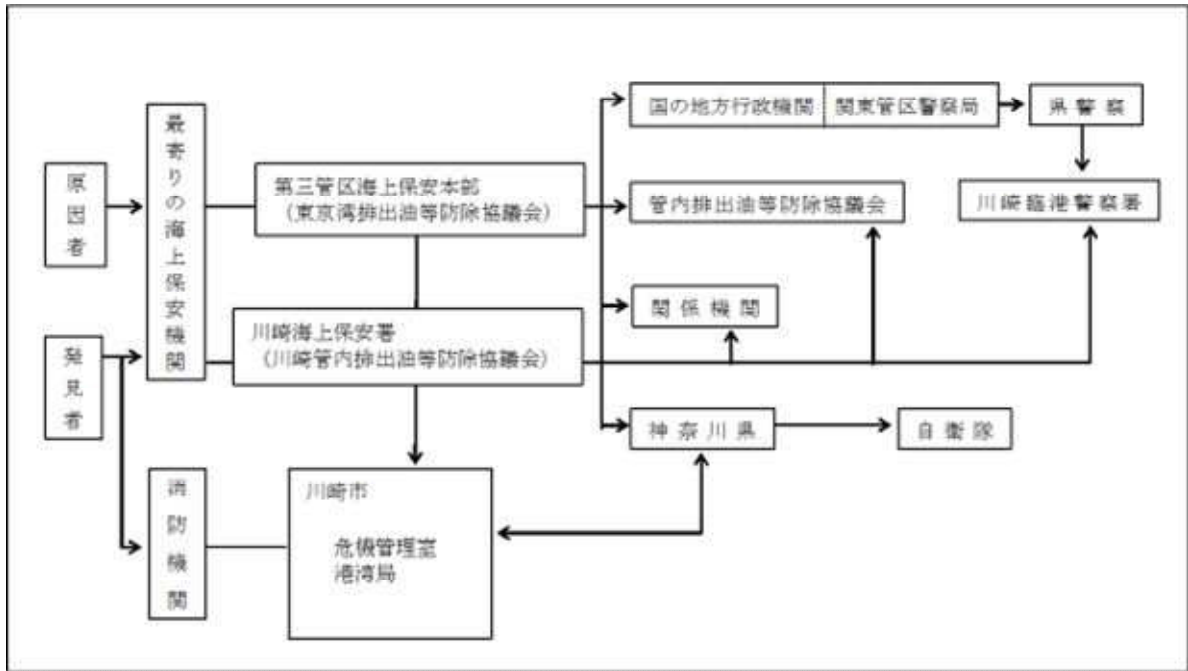 原因者
発見者
最寄りの海上保安機関
消防機関
第三管区海上保安本部
（東京湾排出油等防除協議会）
川崎海上保安署
（川崎管内排出油等防除協議会）
川崎市
危機管理室
港湾局
国の地方行政機関
関東管区警察局
県警察
管内排出油等防除協議会
川崎臨港警察署
関係機関
神奈川県
自衛隊